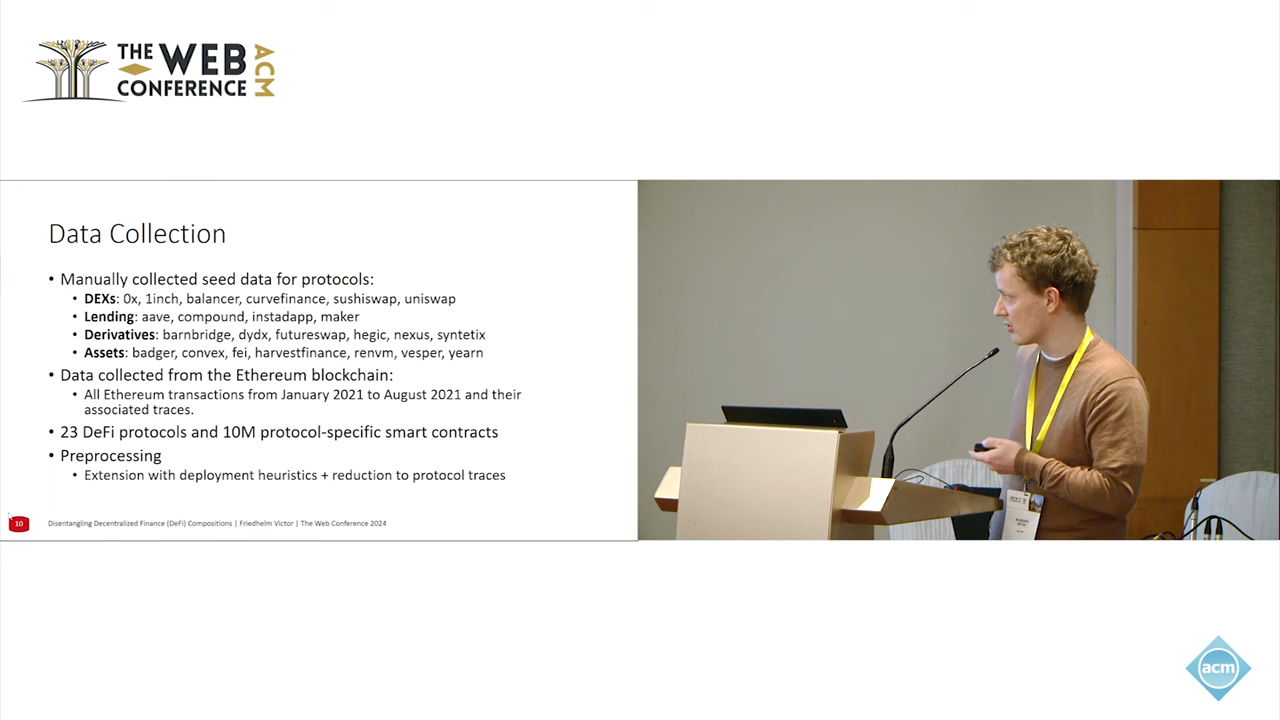 THE WEB
CONFERENCE
ACM
Data Collection
• Manually collected seed data for protocols:
• DEXs: 0x, 1inch, balancer, curvefinance, sushiswap, uniswap
• Lending: aave, compound, instadapp, maker
• Derivatives: barnbridge, dydx, futureswap, hegic, nexus, syntetix
• Assets: badger, convex, fei, harvestfinance, renvm, vesper, yearn
• Data collected from the Ethereum blockchain:
• All Ethereum transactions from January 2021 to August 2021 and their
associated traces.
• 23 DeFi protocols and 10M protocol-specific smart contracts
• Preprocessing
• Extension with deployment heuristics + reduction to protocol traces
10
Disentangling Decentralized Finance (DeFi) Compositions | Friedhelm Victor | The Web Conference 2024
acm